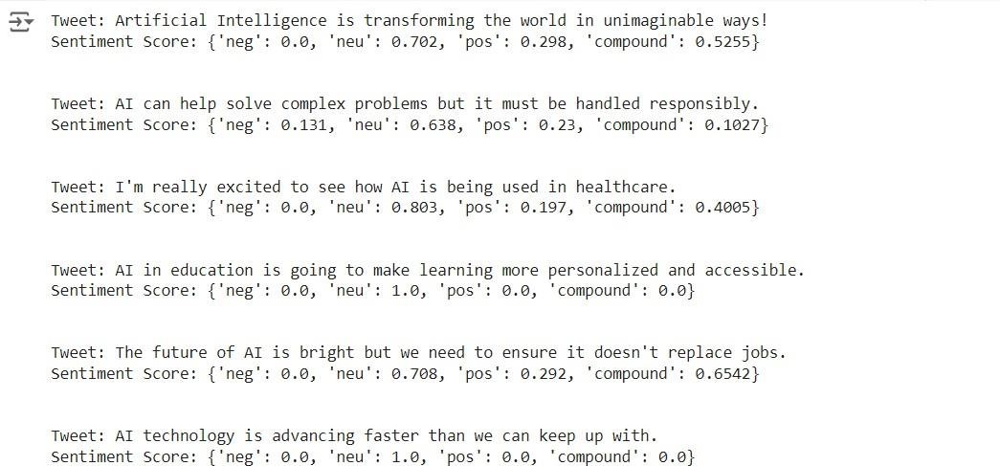 Tweet: Artificial Intelligence is transforming the world in unimaginable ways!
Sentiment Score: {'neg': 0.0, 'neu': 0.702, 'pos': 0.298, 'compound': 0.5255}
Tweet: AI can help solve complex problems but it must be handled responsibly.
Sentiment Score: {'neg': 0.131, 'neu': 0.638, 'pos': 0.23, 'compound': 0.1027}
Tweet: I'm really excited to see how AI is being used in healthcare.
Sentiment Score: {'neg': 0.0, 'neu': 0.803, 'pos': 0.197, 'compound': 0.4005}
Tweet: AI in education is going to make learning more personalized and accessible.
Sentiment Score: {'neg': 0.0, 'neu': 1.0, 'pos': 0.0, 'compound': 0.0}
Tweet: The future of AI is bright but we need to ensure it doesn't replace jobs.
Sentiment Score: {'neg': 0.0, 'neu': 0.708, 'pos': 0.292, 'compound': 0.6542}
Tweet: AI technology is advancing faster than we can keep up with.
Sentiment Score: {'neg': 0.0, 'neu': 1.0, 'pos': 0.0, 'compound': 0.0}